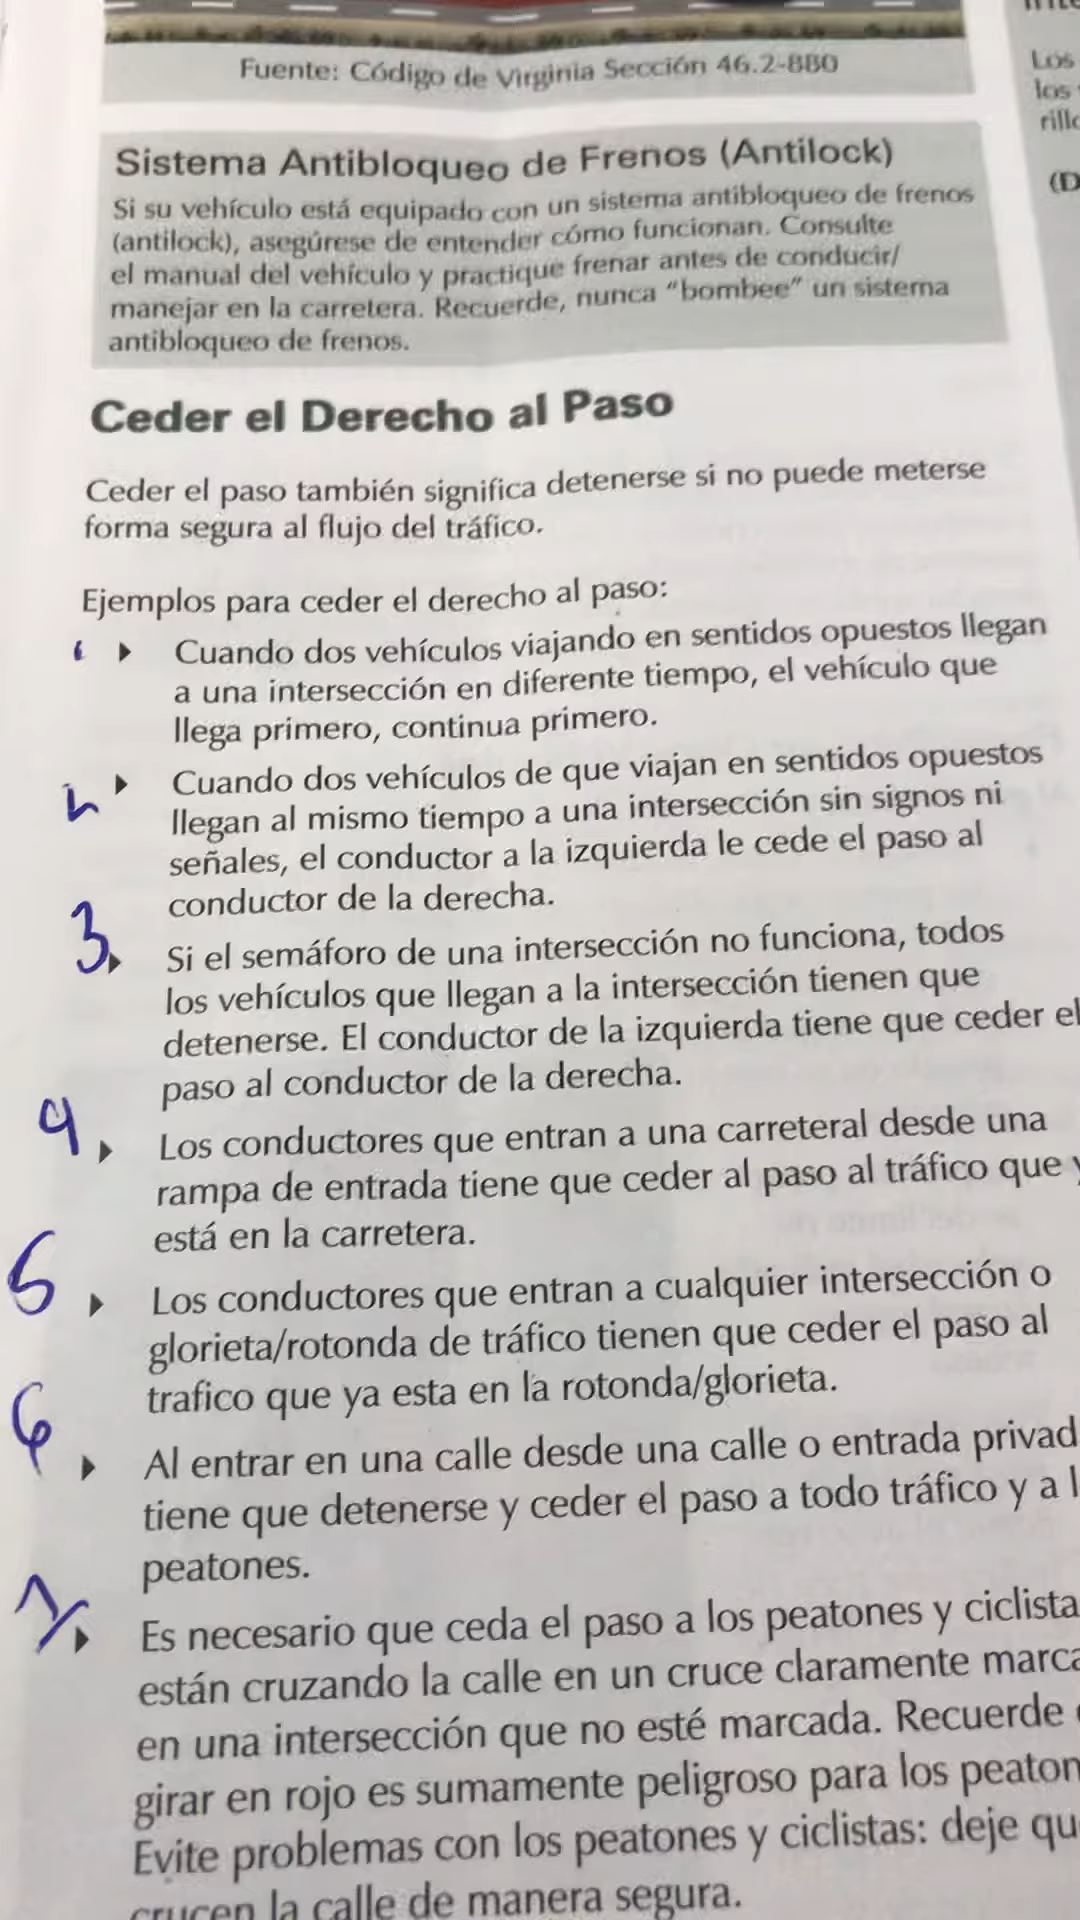 Fuente: Código de Virginia Sección 46.2-880
Los
los
(D
Sistema Antibloqueo de Frenos (Antilock)
Si su vehículo está equipado con un sistema antibloqueo de frenos
(antilock), asegúrese de entender cómo funcionan. Consulte
el manual del vehículo y practique frenar antes de conducir/
manejar en la carretera. Recuerde, nunca "bombee" un sistema
antibloqueo de frenos.
Ceder el Derecho al Paso
Ceder el paso también significa detenerse si no puede meterse
forma segura al flujo del tráfico.
Ejemplos para ceder el derecho al paso:
Cuando dos vehículos viajando en sentidos opuestos llegan
a una intersección en diferente tiempo, el vehículo que
llega primero, continua primero.
Cuando dos vehículos de que viajan en sentidos opuestos
llegan al mismo tiempo a una intersección sin signos ni
señales, el conductor a la izquierda le cede el paso al
conductor de la derecha.
3 Si el semáforo de una intersección no funciona, todos
los vehículos que llegan a la intersección tienen que
detenerse. El conductor de la izquierda tiene que ceder el
paso al conductor de la derecha.
4 Los conductores que entran a una carreteral desde una
rampa de entrada tiene que ceder al paso al tráfico que
está en la carretera.
5 Los conductores que entran a cualquier intersección o
glorieta/rotonda de tráfico tienen que ceder el paso al
trafico que ya esta en la rotonda/glorieta.
6 Al entrar en una calle desde una calle o entrada privad
tiene que detenerse y ceder el paso a todo tráfico y a l
peatones.
7 Es necesario que ceda el paso a los peatones y ciclista
están cruzando la calle en un cruce claramente marca
en una intersección que no esté marcada. Recuerde
girar en rojo es sumamente peligroso para los peaton
Evite problemas con los peatones y ciclistas: deje qu
crucen la calle de manera segura.